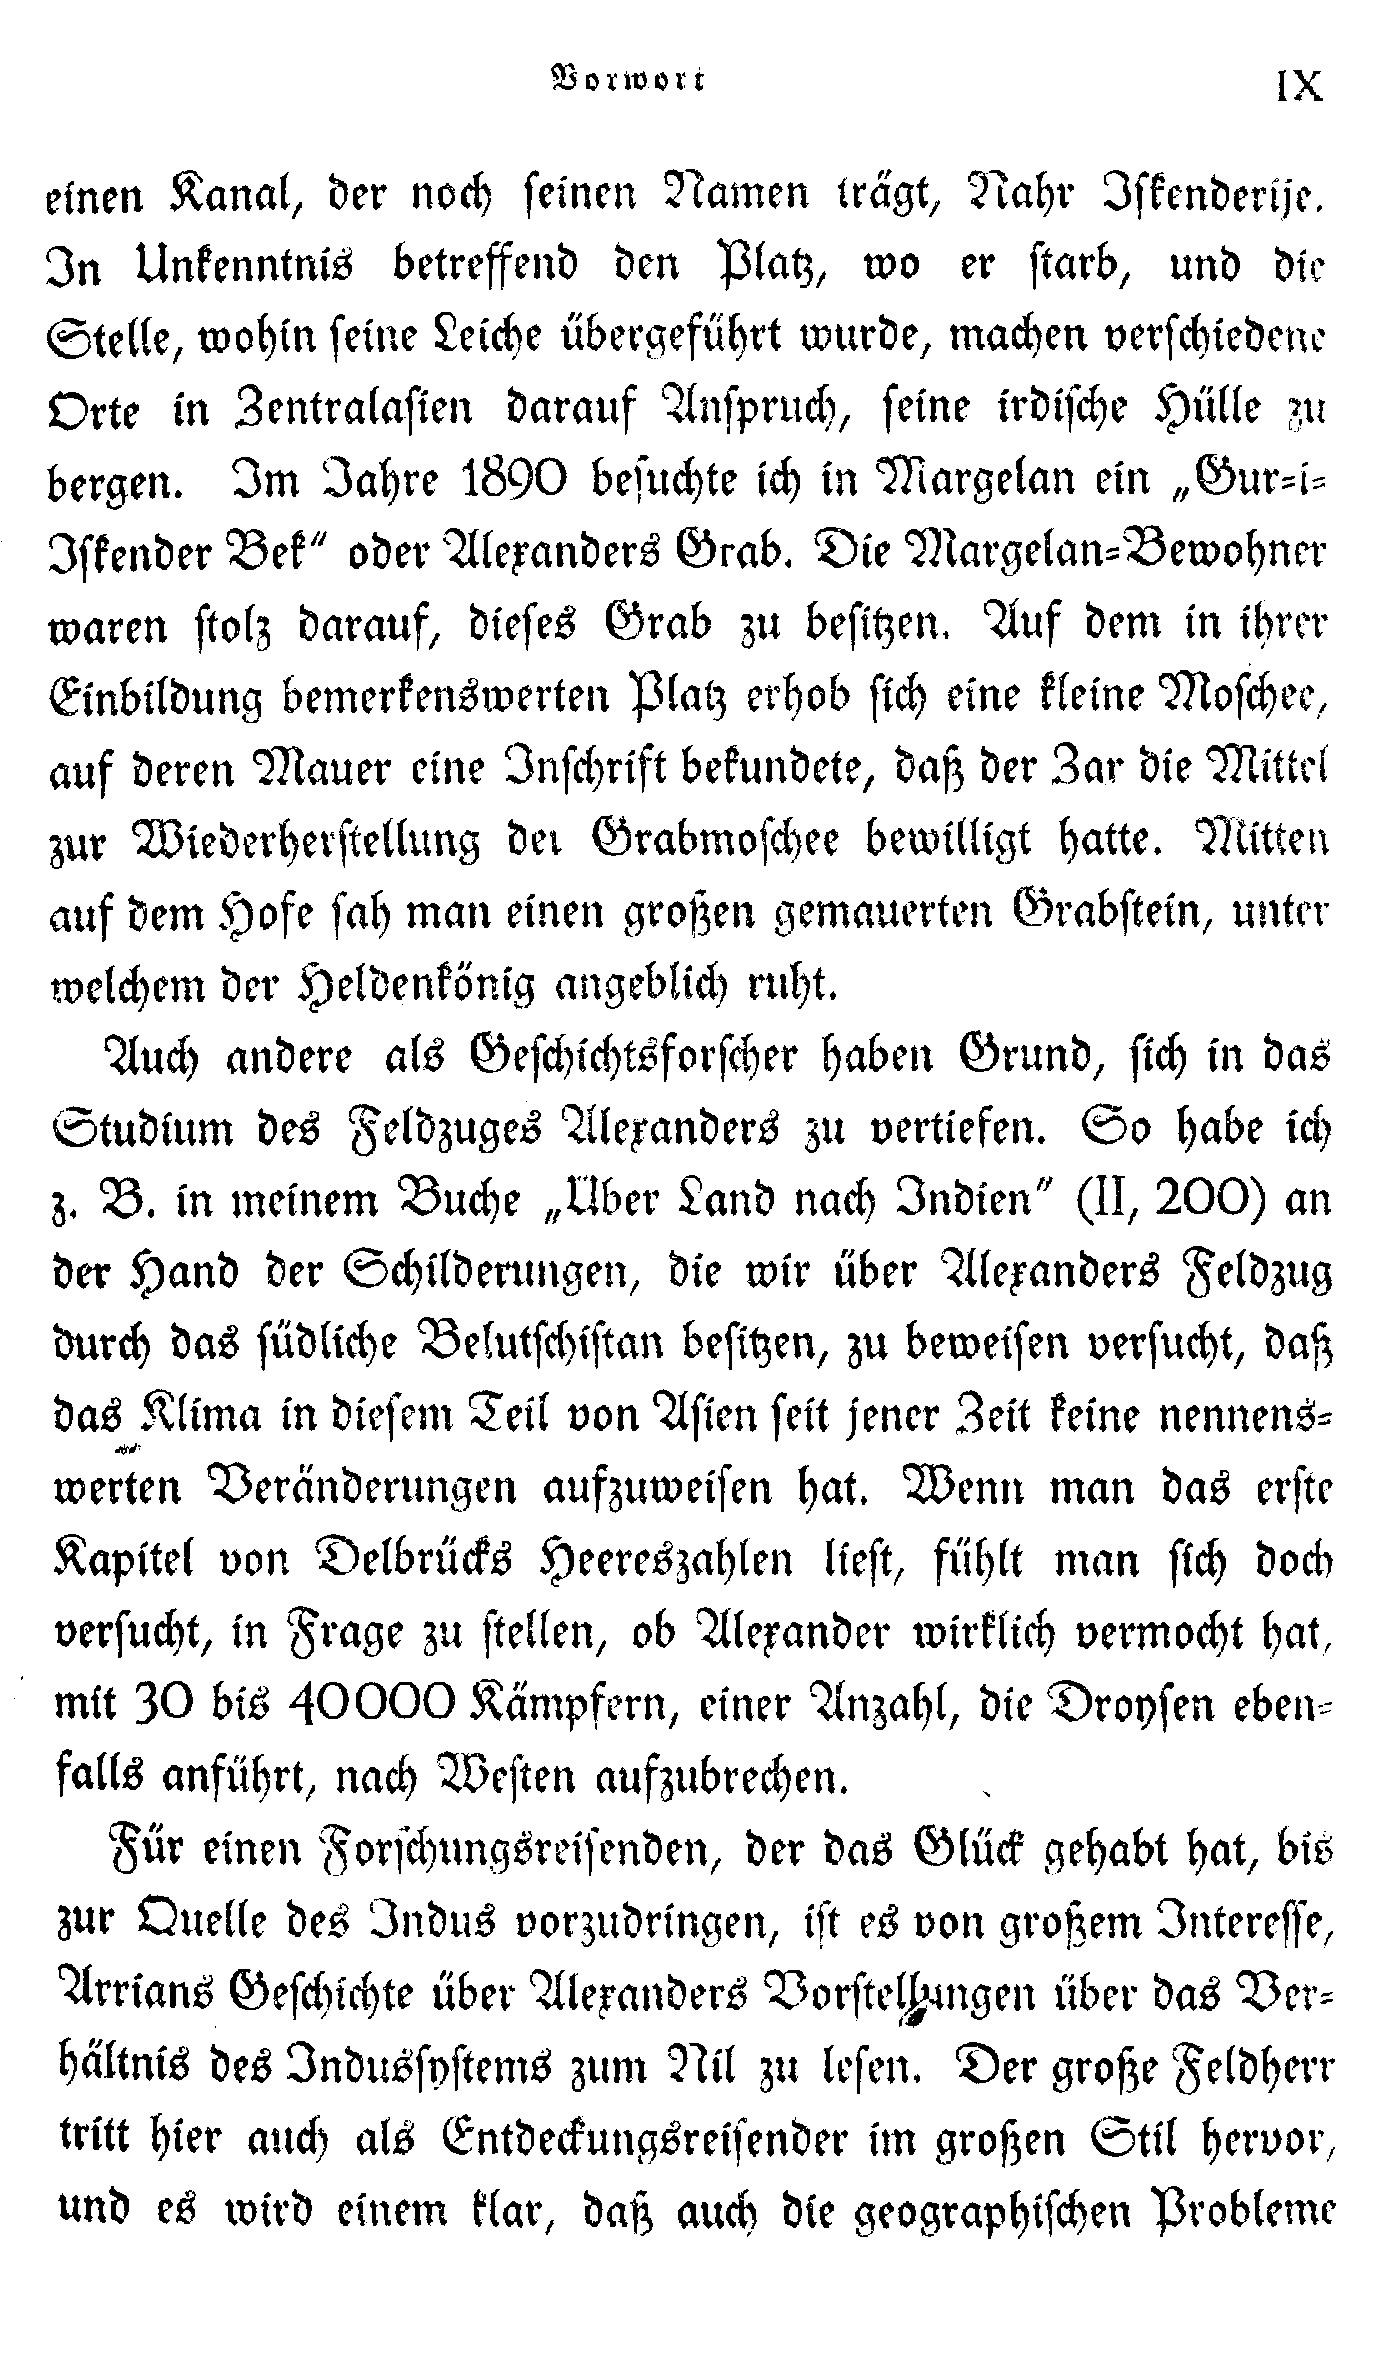 Vorwort IX
einen Kanal, der noch seinen Namen trägt, Nahr Iskenderije.
In Unkenntnis betreffend den Platz, wo er starb, und die
Stelle, wohin seine Leiche übergeführt wurde, machen verschiedene
Orte in Zentralasien darauf Anspruch, seine irdische Hülle zu
bergen. Im Jahre 1890 besuchte ich in Margelan ein „Gur-i-
Iskender Bek“ oder Alexanders Grab. Die Margelan-Bewohner
waren stolz darauf, dieses Grab zu besitzen. Auf dem in ihrer
Einbildung bemerkenswerten Platz erhob sich eine kleine Moschee,
auf deren Mauer eine Inschrift bekundete, daß der Zar die Mittel
zur Wiederherstellung der Grabmoschee bewilligt hatte. Mitten
auf dem Hofe sah man einen großen gemauerten Grabstein, unter
welchem der Heldenkönig angeblich ruht.
Auch andere als Geschichtsforscher haben Grund, sich in das
Studium des Feldzuges Alexanders zu vertiefen. So habe ich
z. B. in meinem Buche „Über Land nach Indien“ (II, 200) an
der Hand der Schilderungen, die wir über Alexanders Feldzug
durch das südliche Belutschistan besitzen, zu beweisen versucht, daß
das Klima in diesem Teil von Asien seit jener Zeit keine nennens-
werten Veränderungen aufzuweisen hat. Wenn man das erste
Kapitel von Delbrücks Heereszahlen liest, fühlt man sich doch
versucht, in Frage zu stellen, ob Alexander wirklich vermocht hat,
mit 30 bis 40000 Kämpfern, einer Anzahl, die Droysen eben-
falls anführt, nach Westen aufzubrechen.
Für einen Forschungsreisenden, der das Glück gehabt hat, bis
zur Quelle des Indus vorzudringen, ist es von großem Interesse,
Arrians Geschichte über Alexanders Vorstellungen über das Ver-
hältnis des Indussystems zum Nil zu lesen. Der große Feldherr
tritt hier auch als Entdeckungsreisender im großen Stil hervor,
und es wird einem klar, daß auch die geographischen Probleme